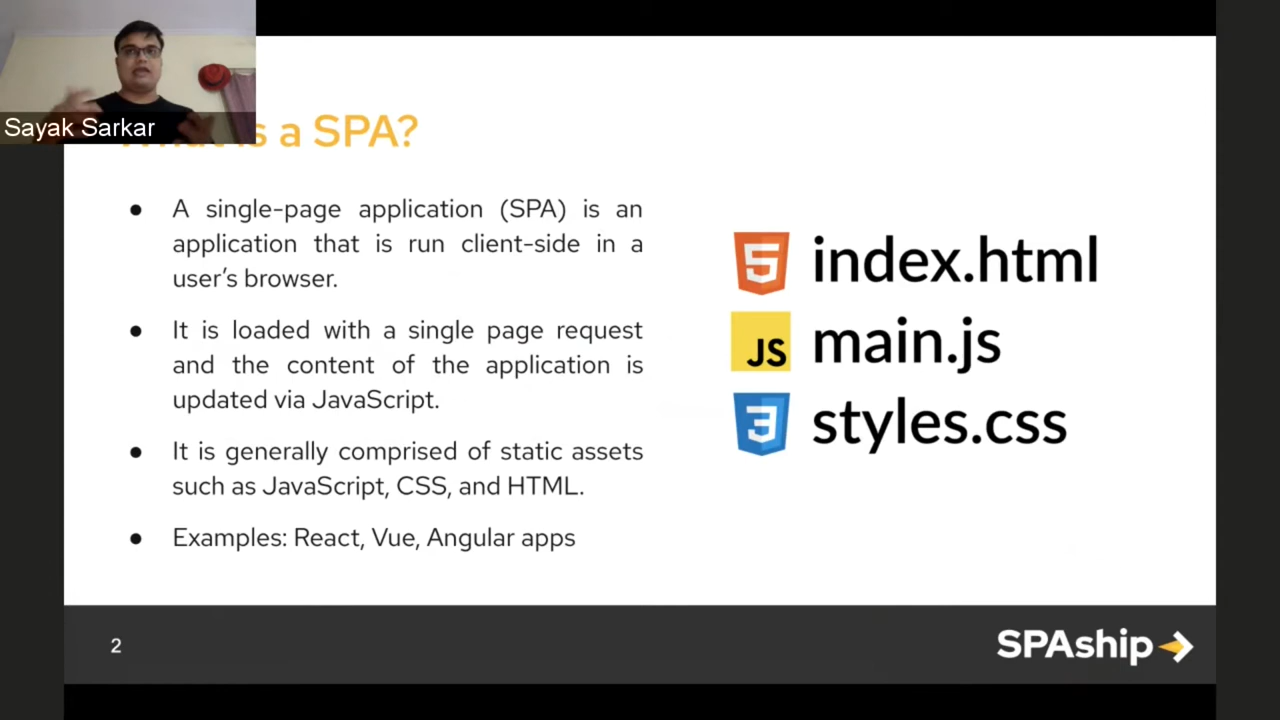 Sayak Sarkar
is a SPA?
● A single-page application (SPA) is an
application that is run client-side in a
user's browser.
● It is loaded with a single page request
and the content of the application is
updated via JavaScript.
● It is generally comprised of static assets
such as JavaScript, CSS, and HTML.
● Examples: React, Vue, Angular apps
5 index.html
JS main.js
3 styles.css
2
SPAship